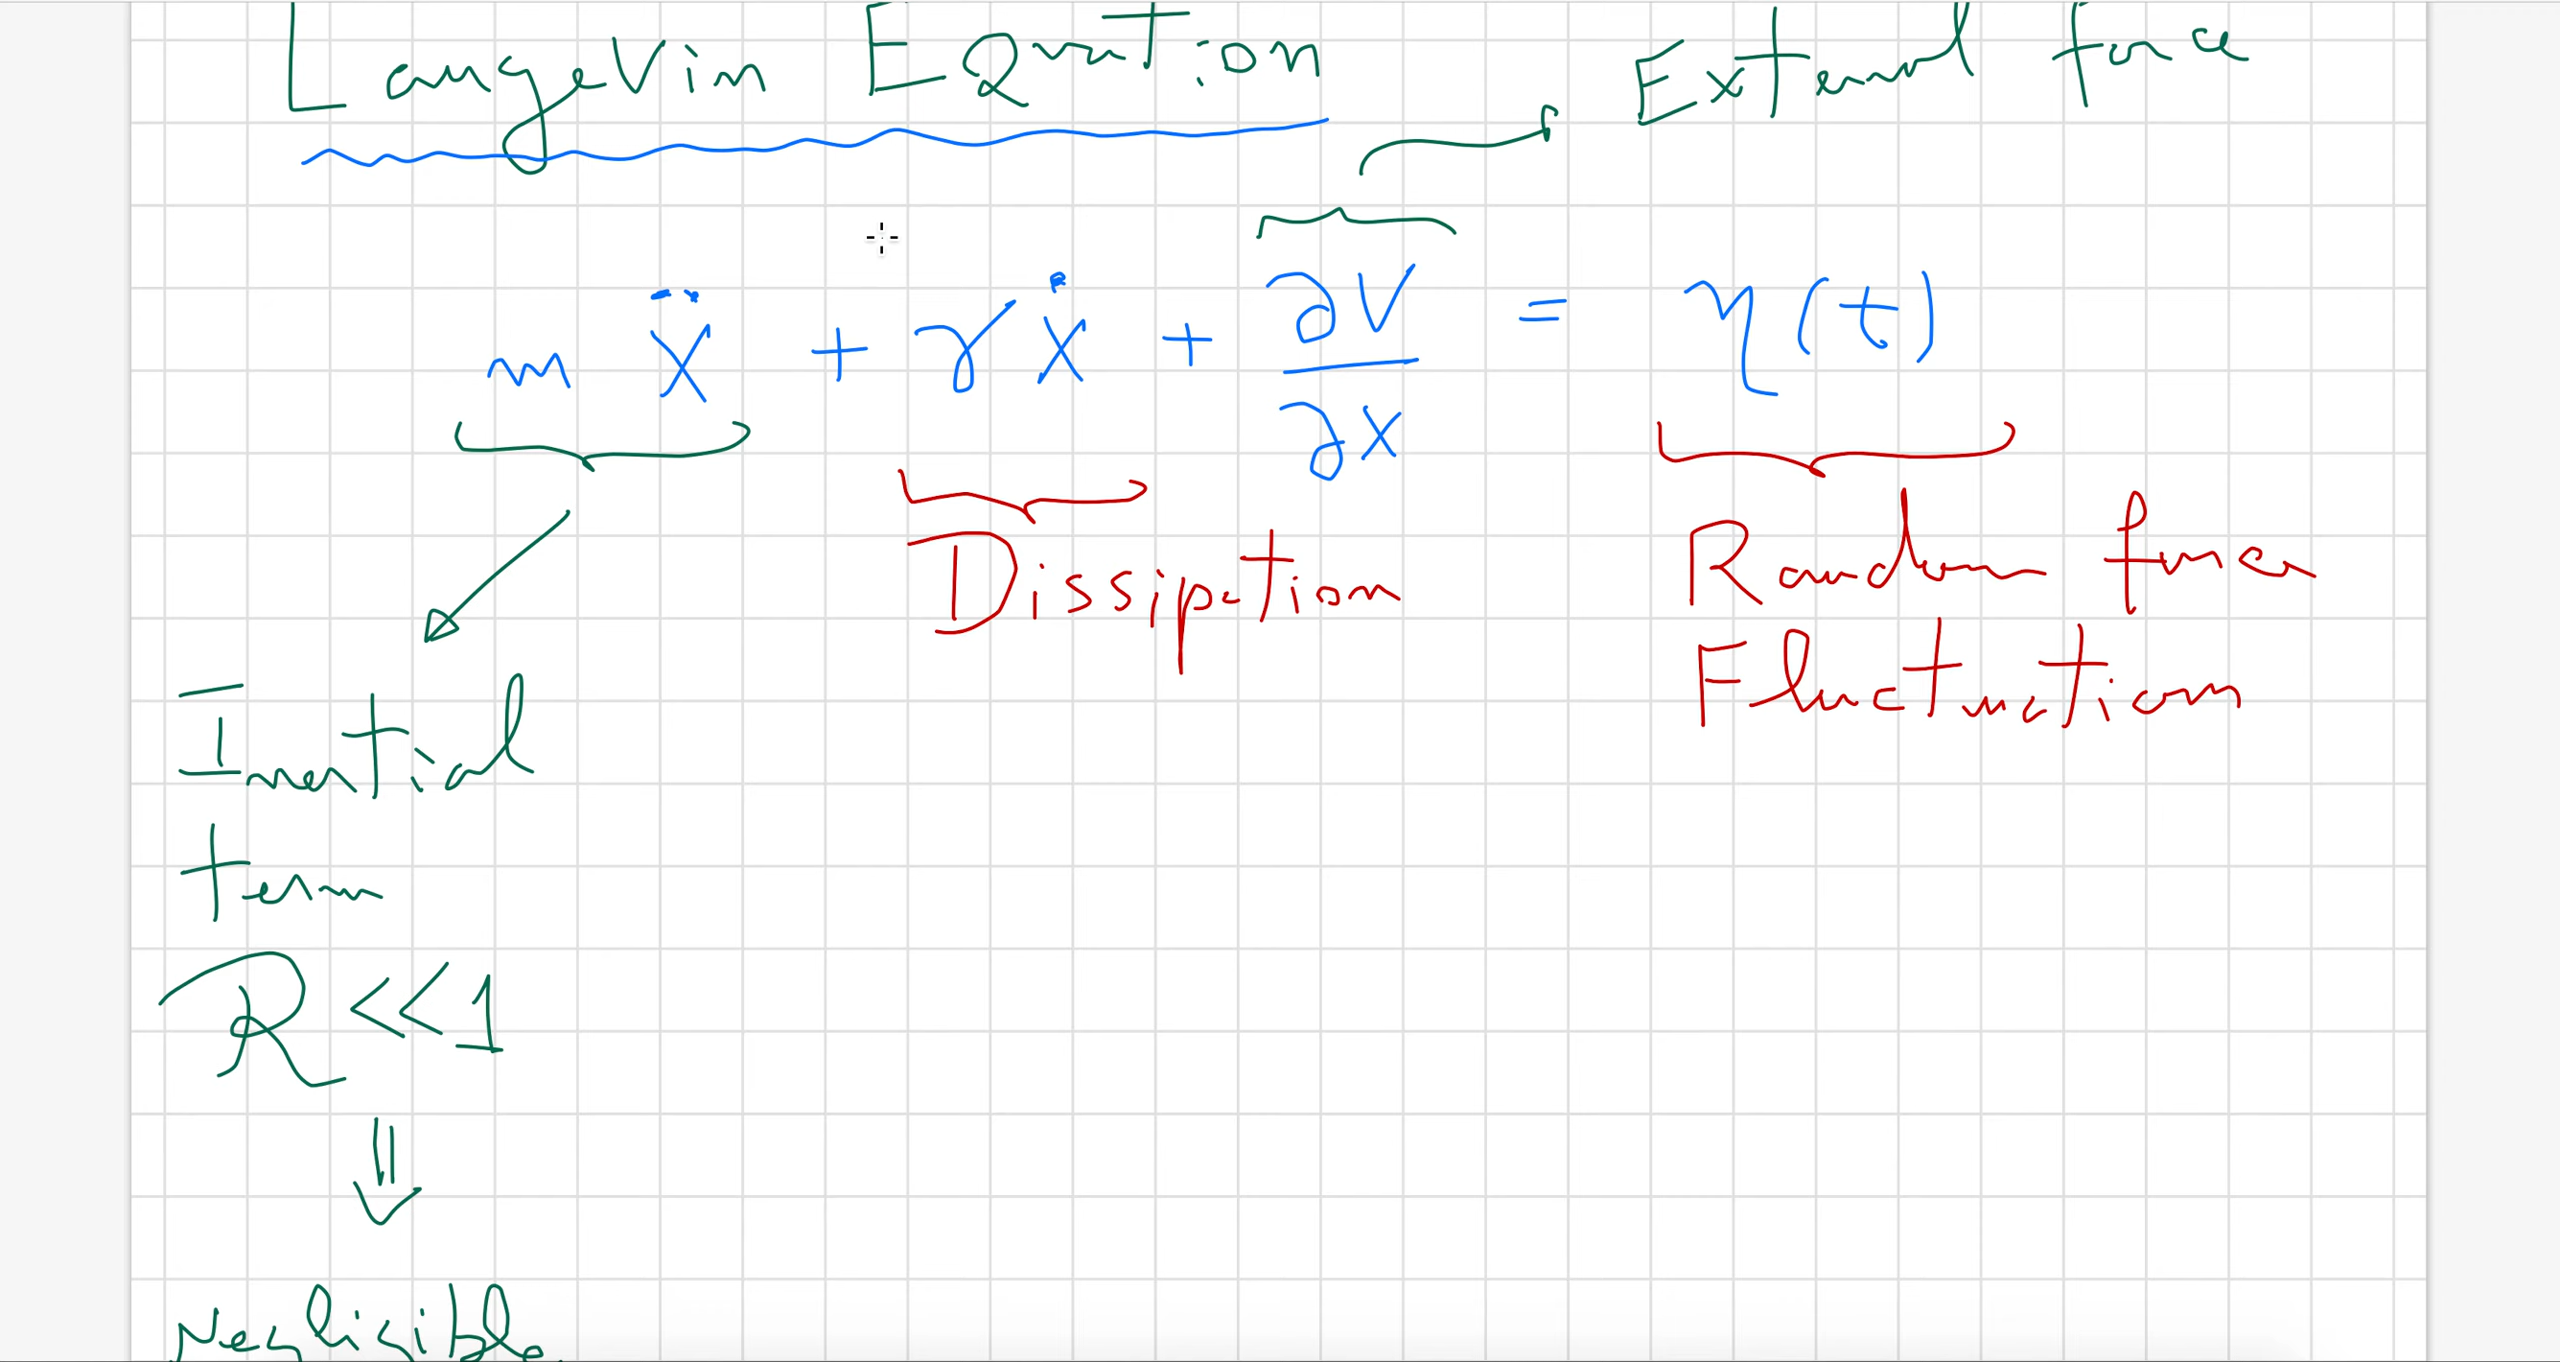 Langevin Equation
External force
m ẍ + γ ẋ + ∂V/∂x = η(t)
Dissipation
Random force
Fluctuation
Inertial
term
R <<1
⇓
Negligible